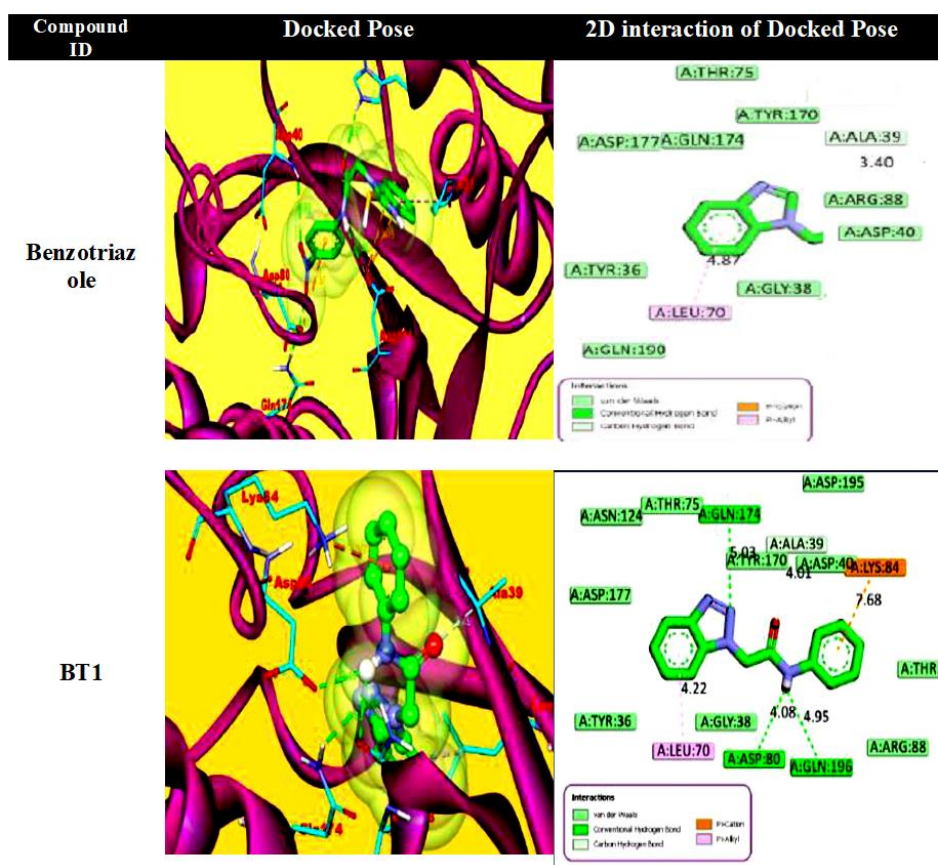 Compound
ID
Docked Pose
2D interaction of Docked Pose
Benzotriaz
ole
A:THR:75
A:TYR:170
A:ASP:177
A:GLN:174
A:ALA:39
3.40
A:ARG:88
A:ASP:40
4.87
A:TYR:36
A:GLY:38
A:LEU:70
A:GLN:190
Interactions
van der Waals
Conventional Hydrogen Bond
Carbon Hydrogen Bond
Pi-Alkyl
Asp80
Gln174
BT1
Lys84
A:ASP:195
A:THR:75
A:GLN:174
A:ASN:124
A:ALA:39
5.03
A:TYR:170
A:ASP:40
4.01
A:LYS:84
7.68
A:ASP:177
A:THR
4.22
4.08
4.95
A:TYR:36
A:GLY:38
A:LEU:70
A:ASP:80
A:GLN:196
A:ARG:88
Interactions
van der Waals
Conventional Hydrogen Bond
Carbon Hydrogen Bond
Pi-Cation
Pi-Alkyl